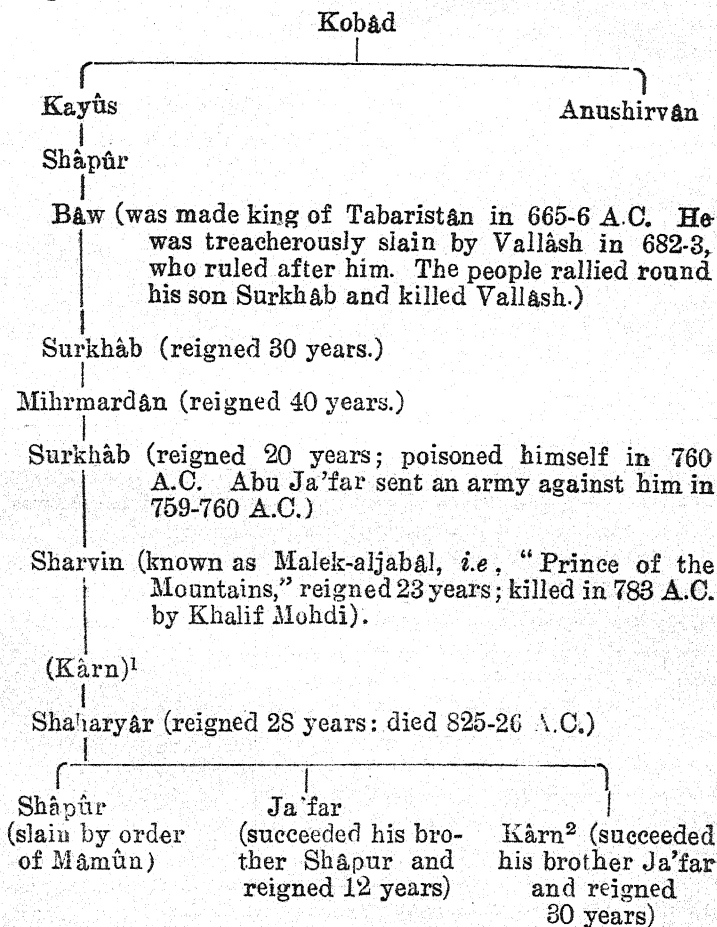 Kobâd
Kayûs Anushirvân
Shâpûr
Bâw (was made king of Tabaristân in 665-6 A.C. He
was treacherously slain by Vallâsh in 682-3,
who ruled after him. The people rallied round
his son Surkhâb and killed Vallâsh.)
Surkhâb (reigned 30 years.)
Mihrmardân (reigned 40 years.)
Surkhâb (reigned 20 years; poisoned himself in 760
A.C. Abu Ja'far sent an army against him in
759-760 A.C.)
Sharvin (known as Malek-aljabâl, i.e, "Prince of the
Mountains," reigned 23 years; killed in 783 A.C.
by Khalif Mohdi).
(Kârn)¹
Shaharyâr (reigned 28 years: died 825-26 A.C.)
Shâpûr Ja'far
(slain by order (succeeded his bro- Kârn² (succeeded
of Mâmûn) ther Shâpur and his brother Ja'far
reigned 12 years) and reigned
30 years)